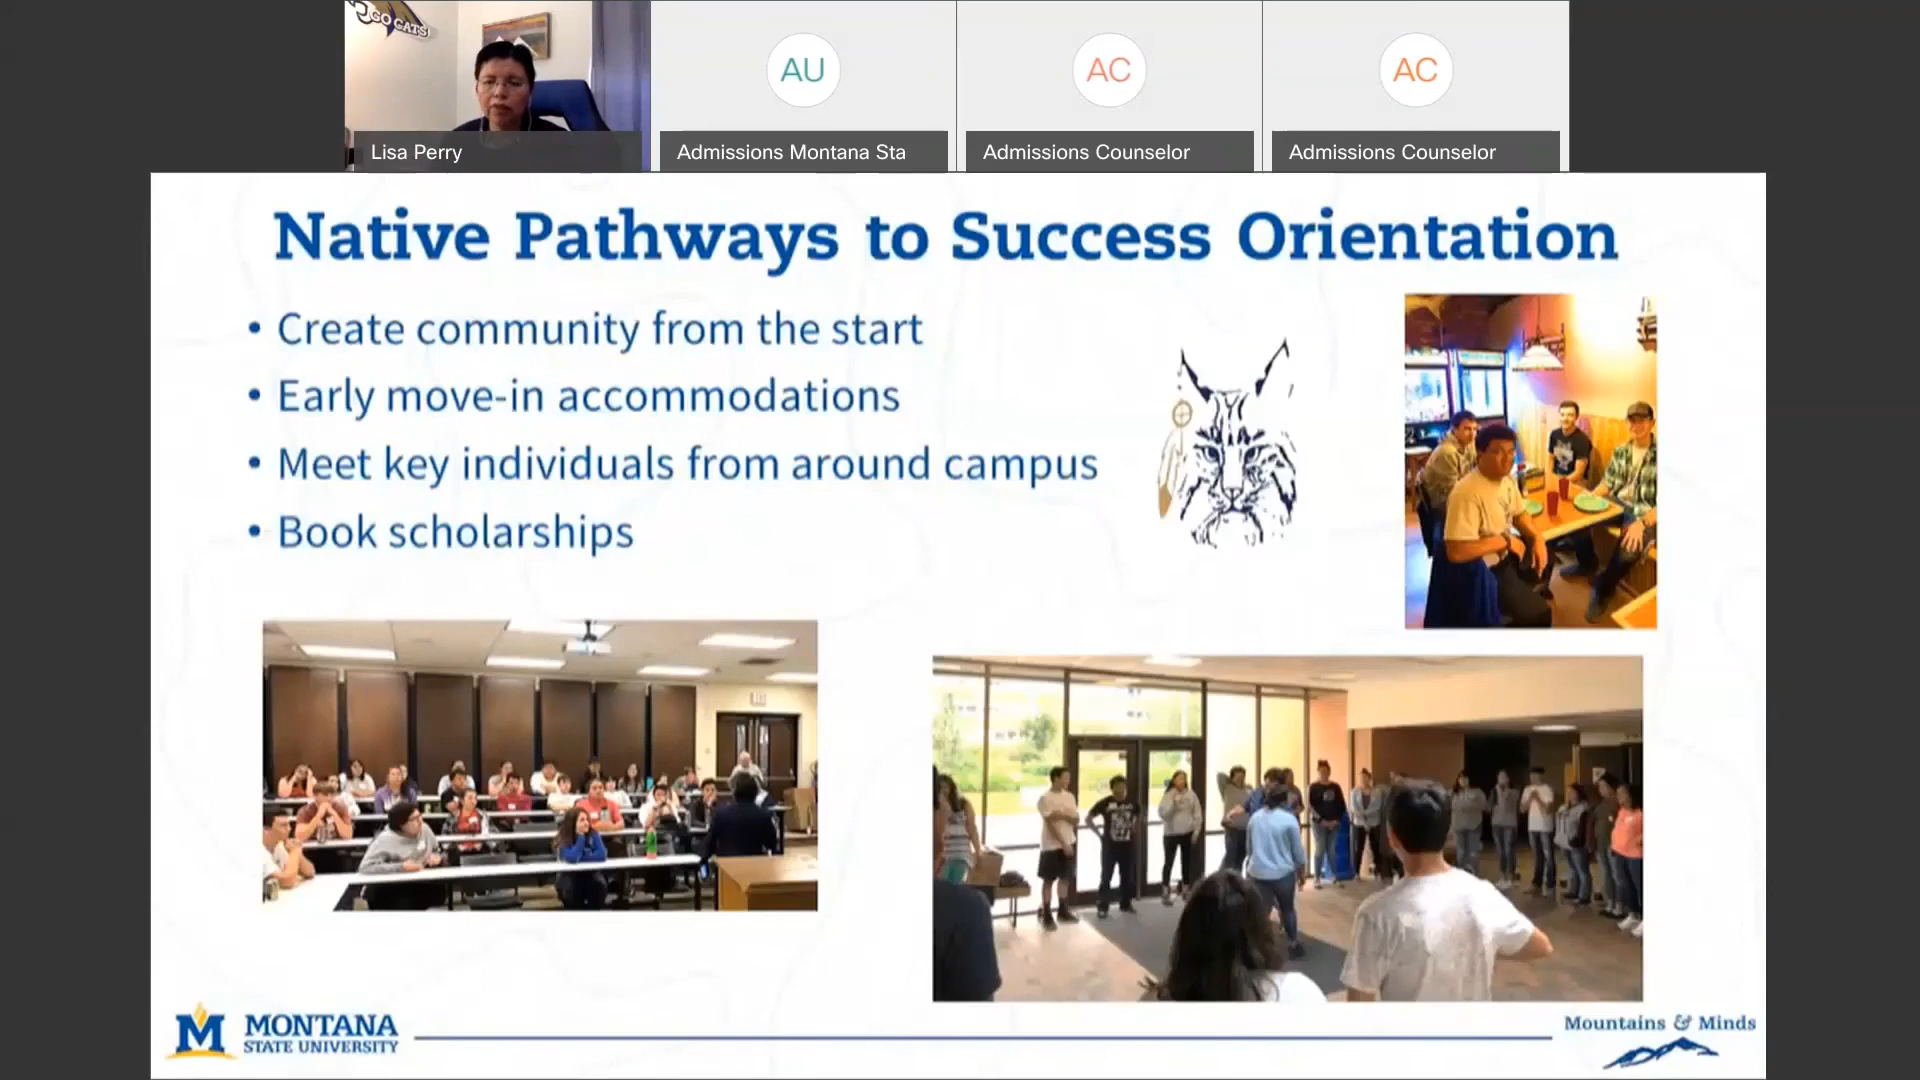 GO CATS
AU
AC
AC
Lisa Perry
Admissions Montana Sta
Admissions Counselor
Admissions Counselor
Native Pathways to Success Orientation
• Create community from the start
• Early move-in accommodations
• Meet key individuals from around campus
• Book scholarships
M MONTANA
STATE UNIVERSITY
Mountains & Minds